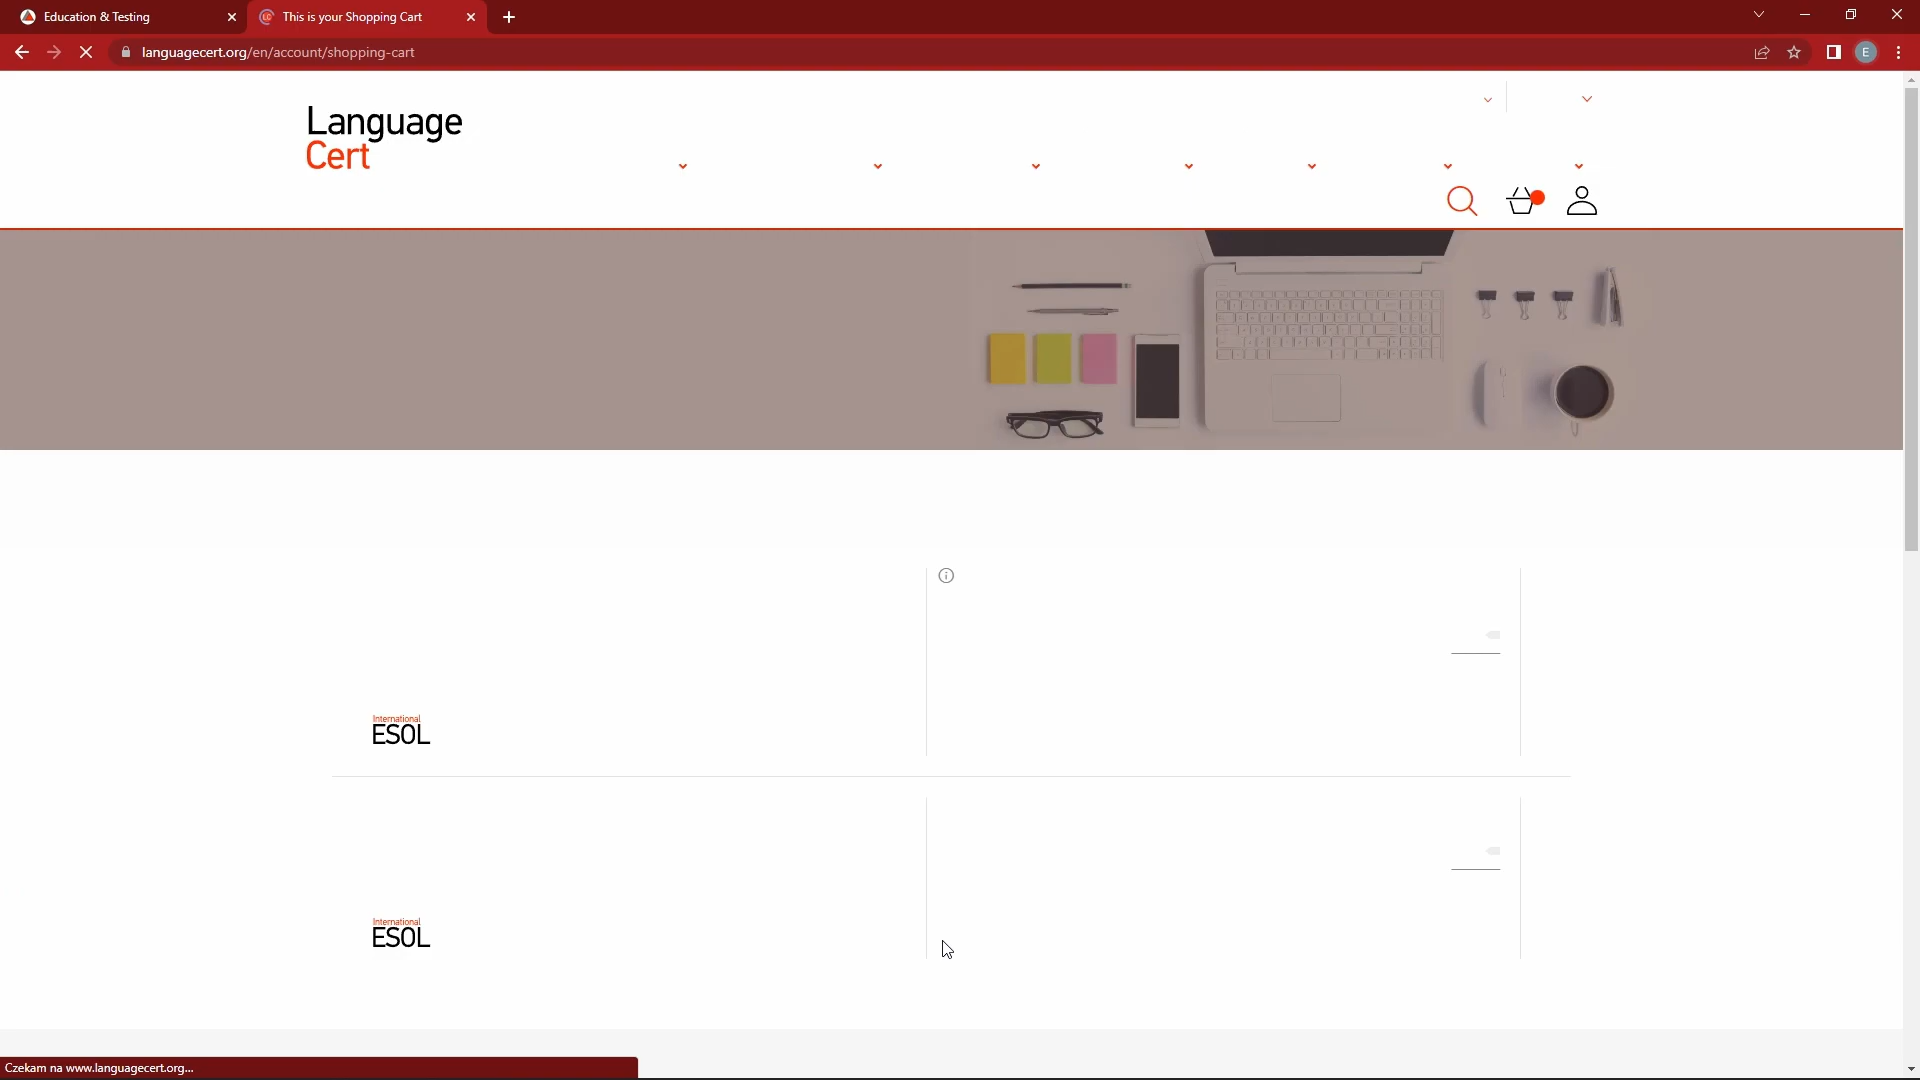 Education & Testing
This is your Shopping Cart
languagecert.org/en/account/shopping-cart
E
Language
Cert
International
ESOL
International
ESOL
Czekam na www.languagecert.org...